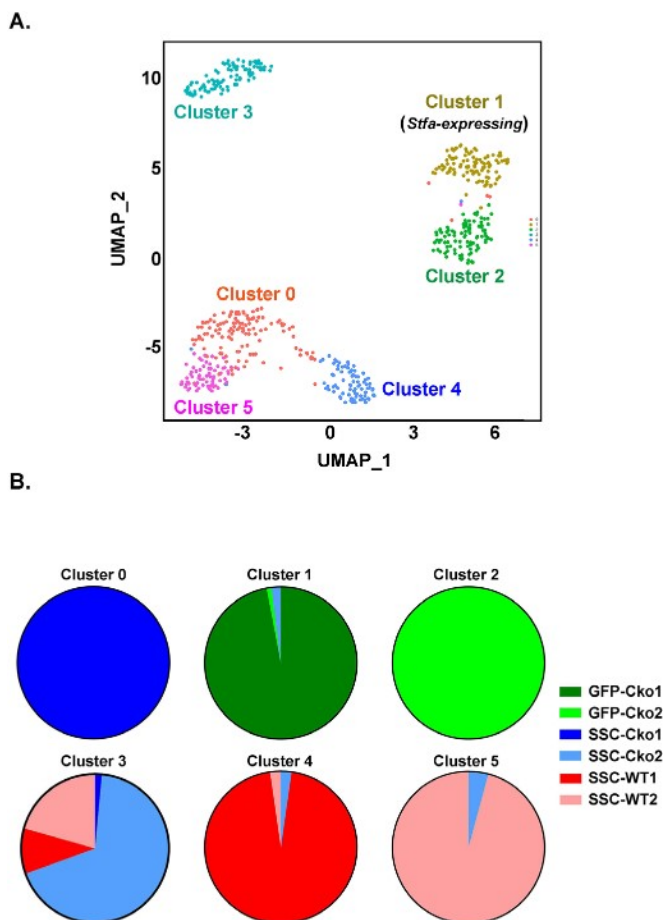 A.
10
5
0
-5
UMAP_2
Cluster 3
Cluster 1
(Stfa-expressing)
Cluster 2
Cluster 0
Cluster 5
Cluster 4
-3
0
3
6
UMAP_1
B.
Cluster 0
Cluster 1
Cluster 2
Cluster 3
Cluster 4
Cluster 5
GFP-Cko1
GFP-Cko2
SSC-Cko1
SSC-Cko2
SSC-WT1
SSC-WT2